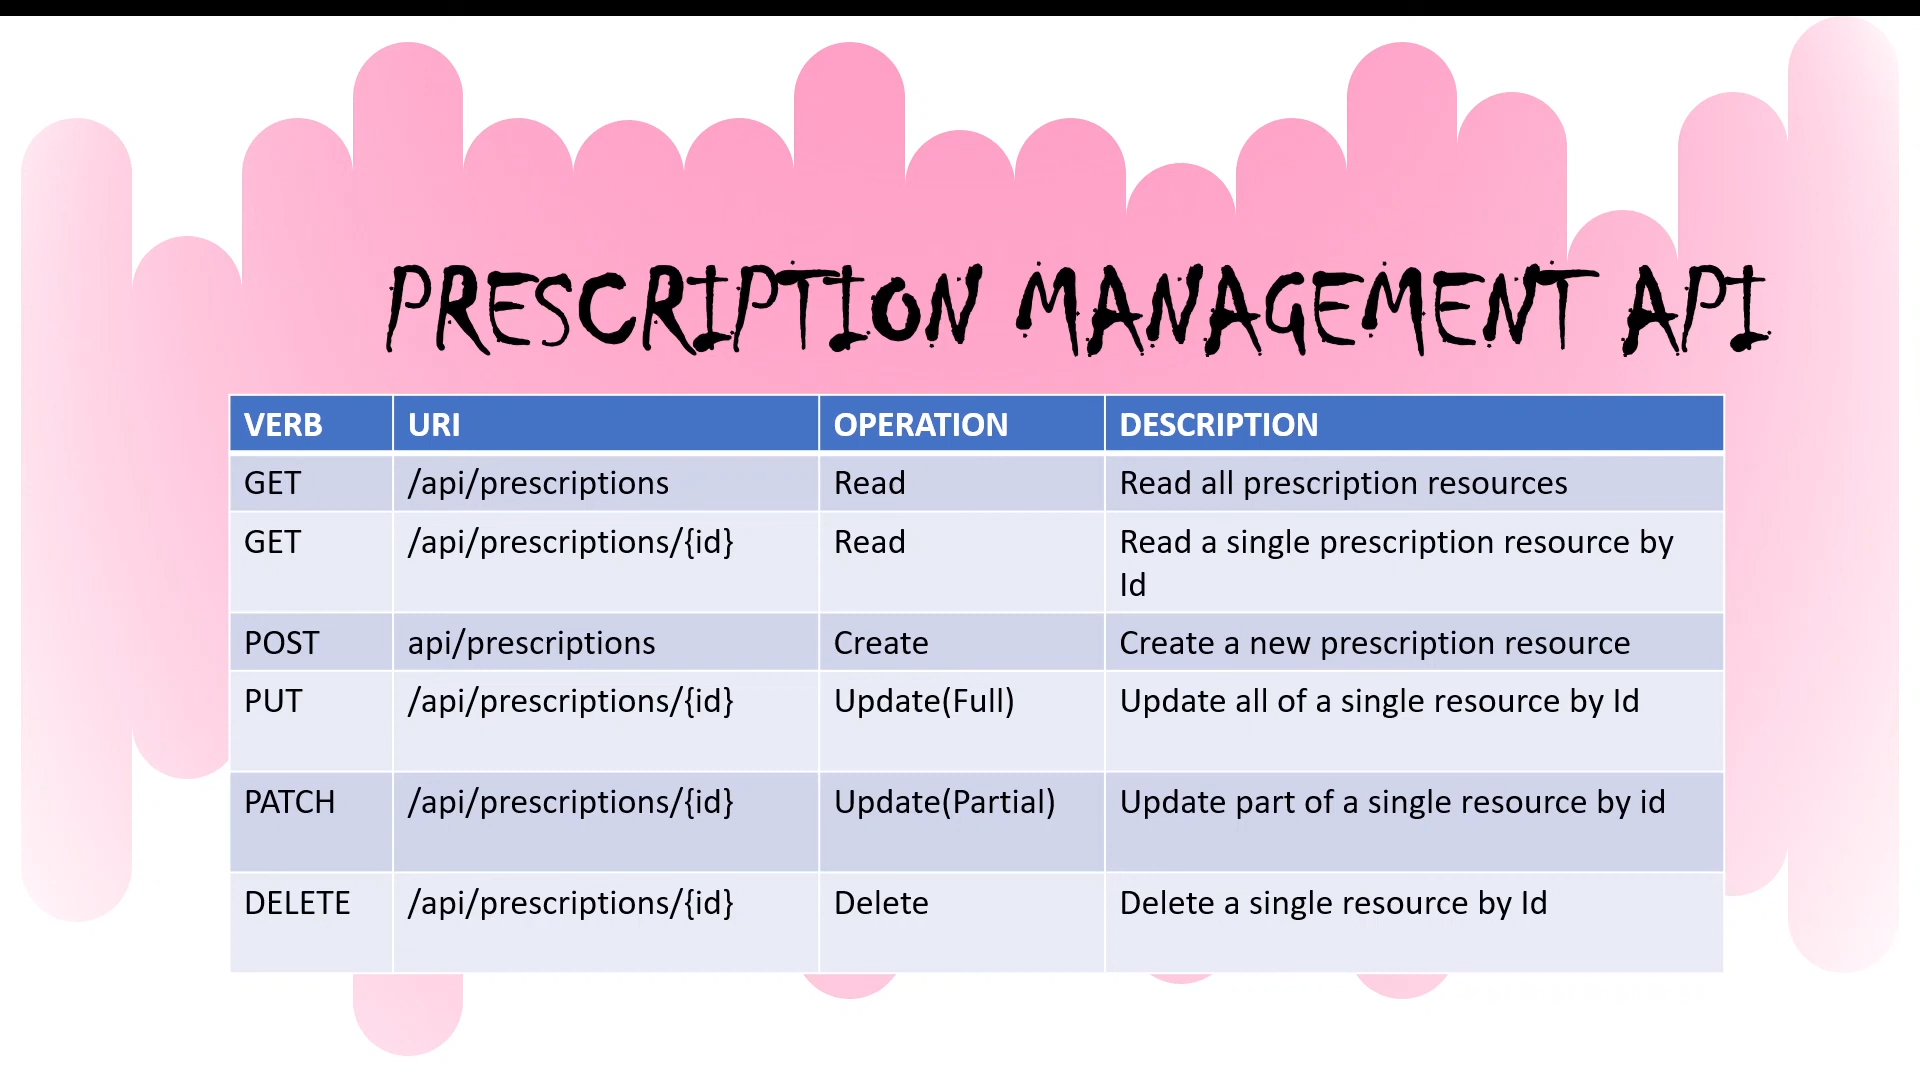 PRESCRIPTION MANAGEMENT API
VERB URI OPERATION DESCRIPTION
GET /api/prescriptions Read Read all prescription resources
GET /api/prescriptions/{id} Read Read a single prescription resource by
Id
POST api/prescriptions Create Create a new prescription resource
PUT /api/prescriptions/{id} Update(Full) Update all of a single resource by Id
PATCH /api/prescriptions/{id} Update(Partial) Update part of a single resource by id
DELETE /api/prescriptions/{id} Delete Delete a single resource by Id